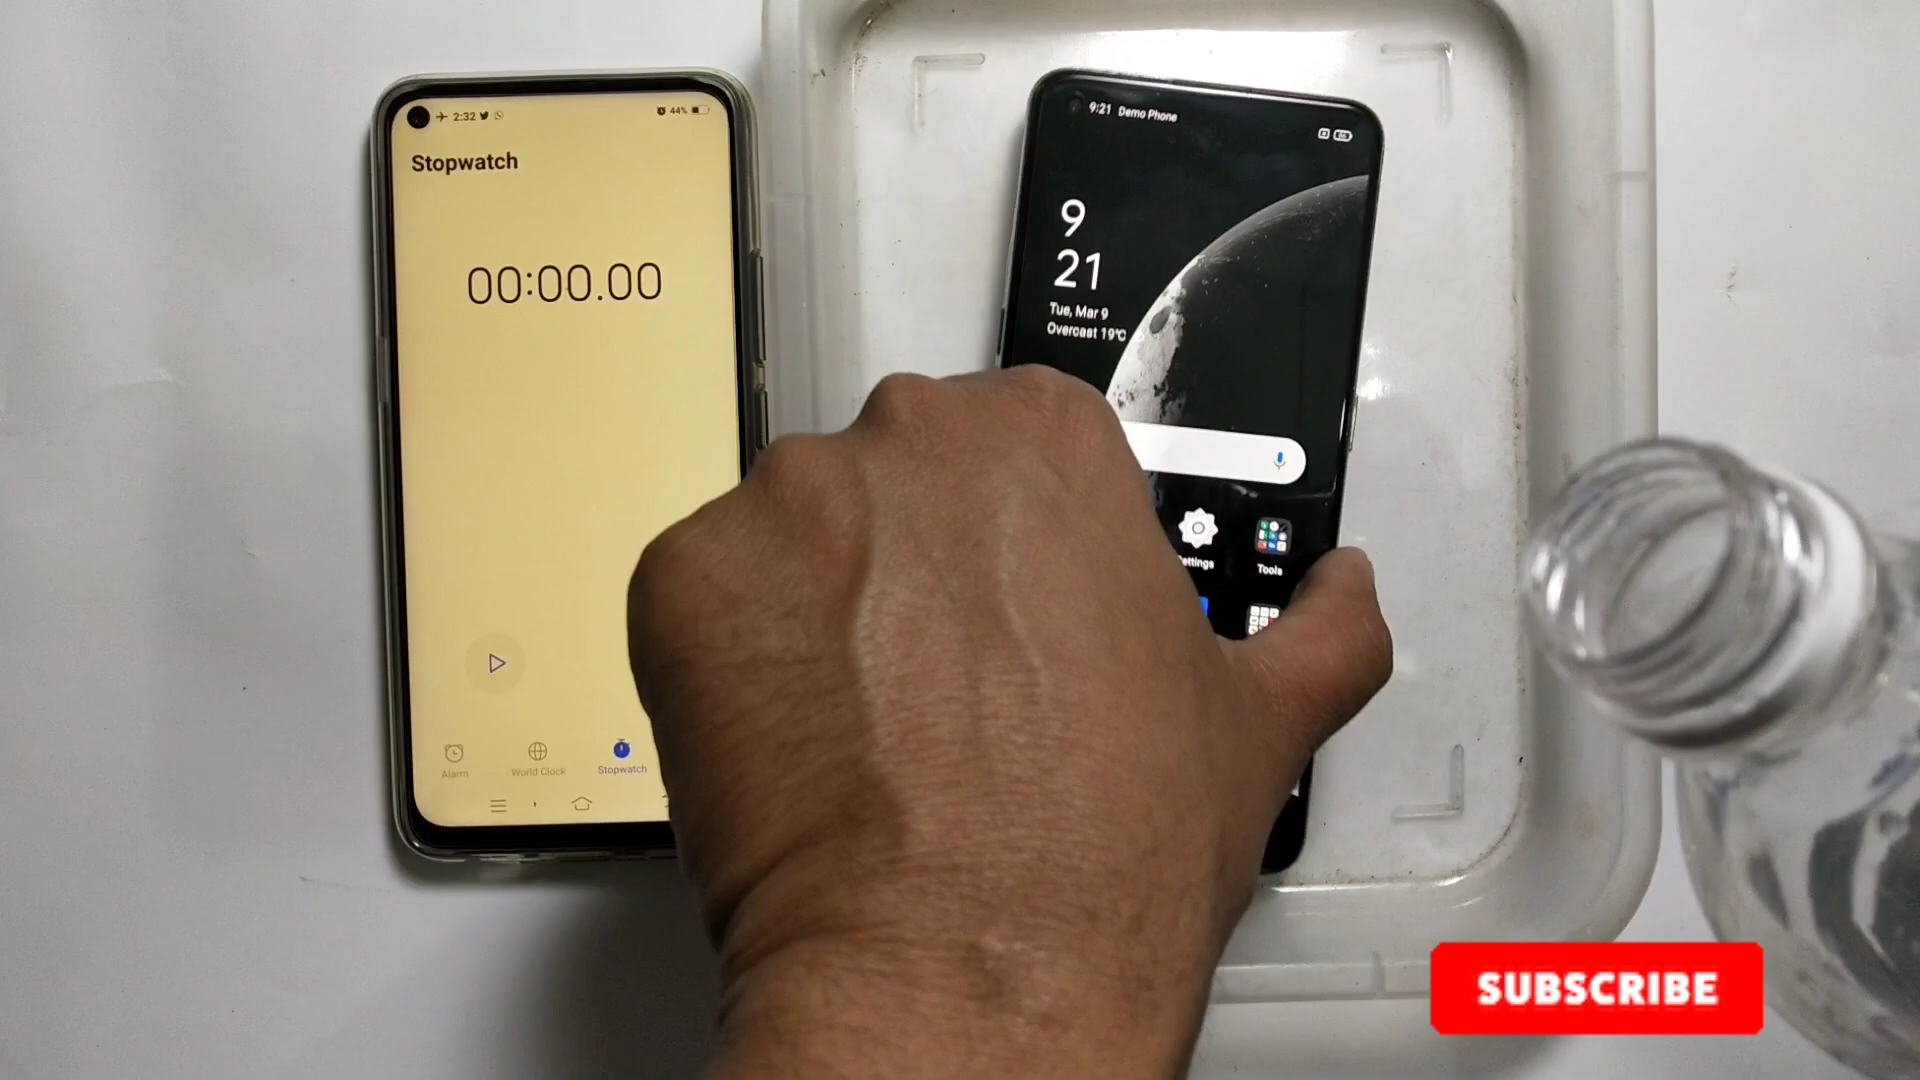 2:32
44%
Stopwatch
00:00.00
Alarm
World Clock
Stopwatch
9:21 Demo Phone
9
21
Tue, Mar 9
Overcast 19°C
Settings
Tools
SUBSCRIBE